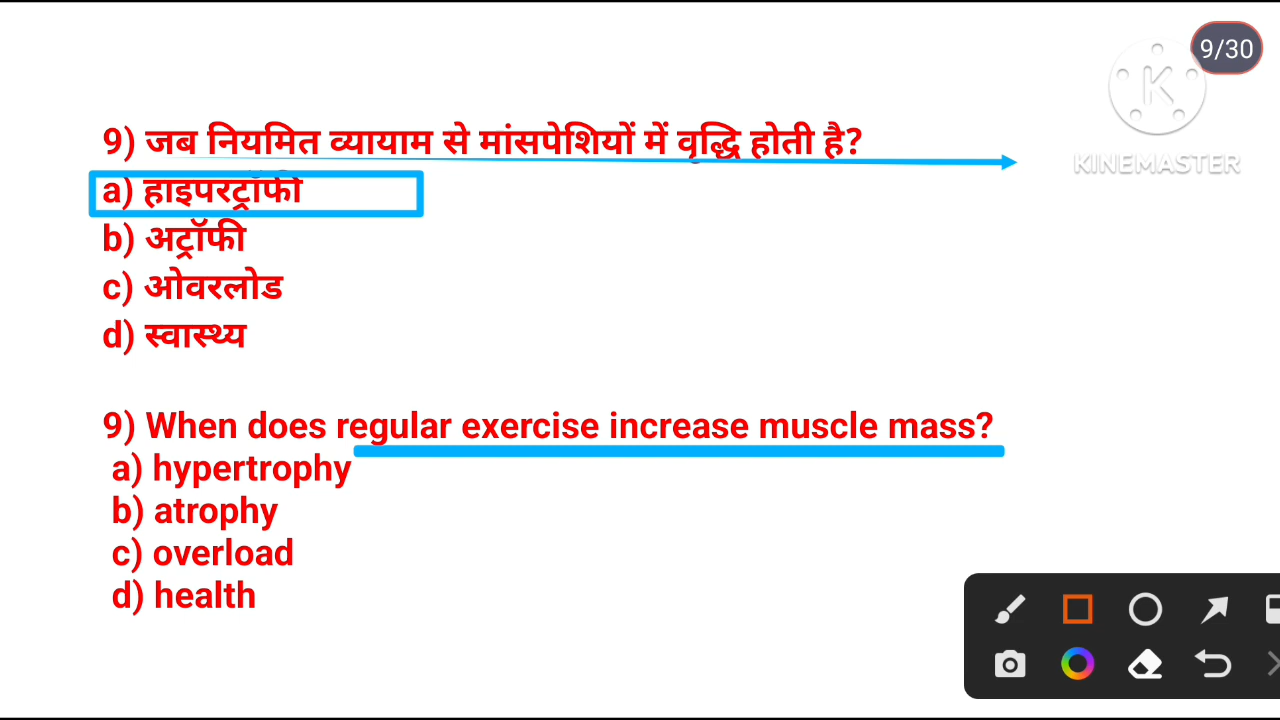 9/30
KINEMASTER
9) जब नियमित व्यायाम से मांसपेशियों में वृद्धि होती है?
a) हाइपरट्रॉफी
b) अट्रॉफी
c) ओवरलोड
d) स्वास्थ्य
9) When does regular exercise increase muscle mass?
a) hypertrophy
b) atrophy
c) overload
d) health